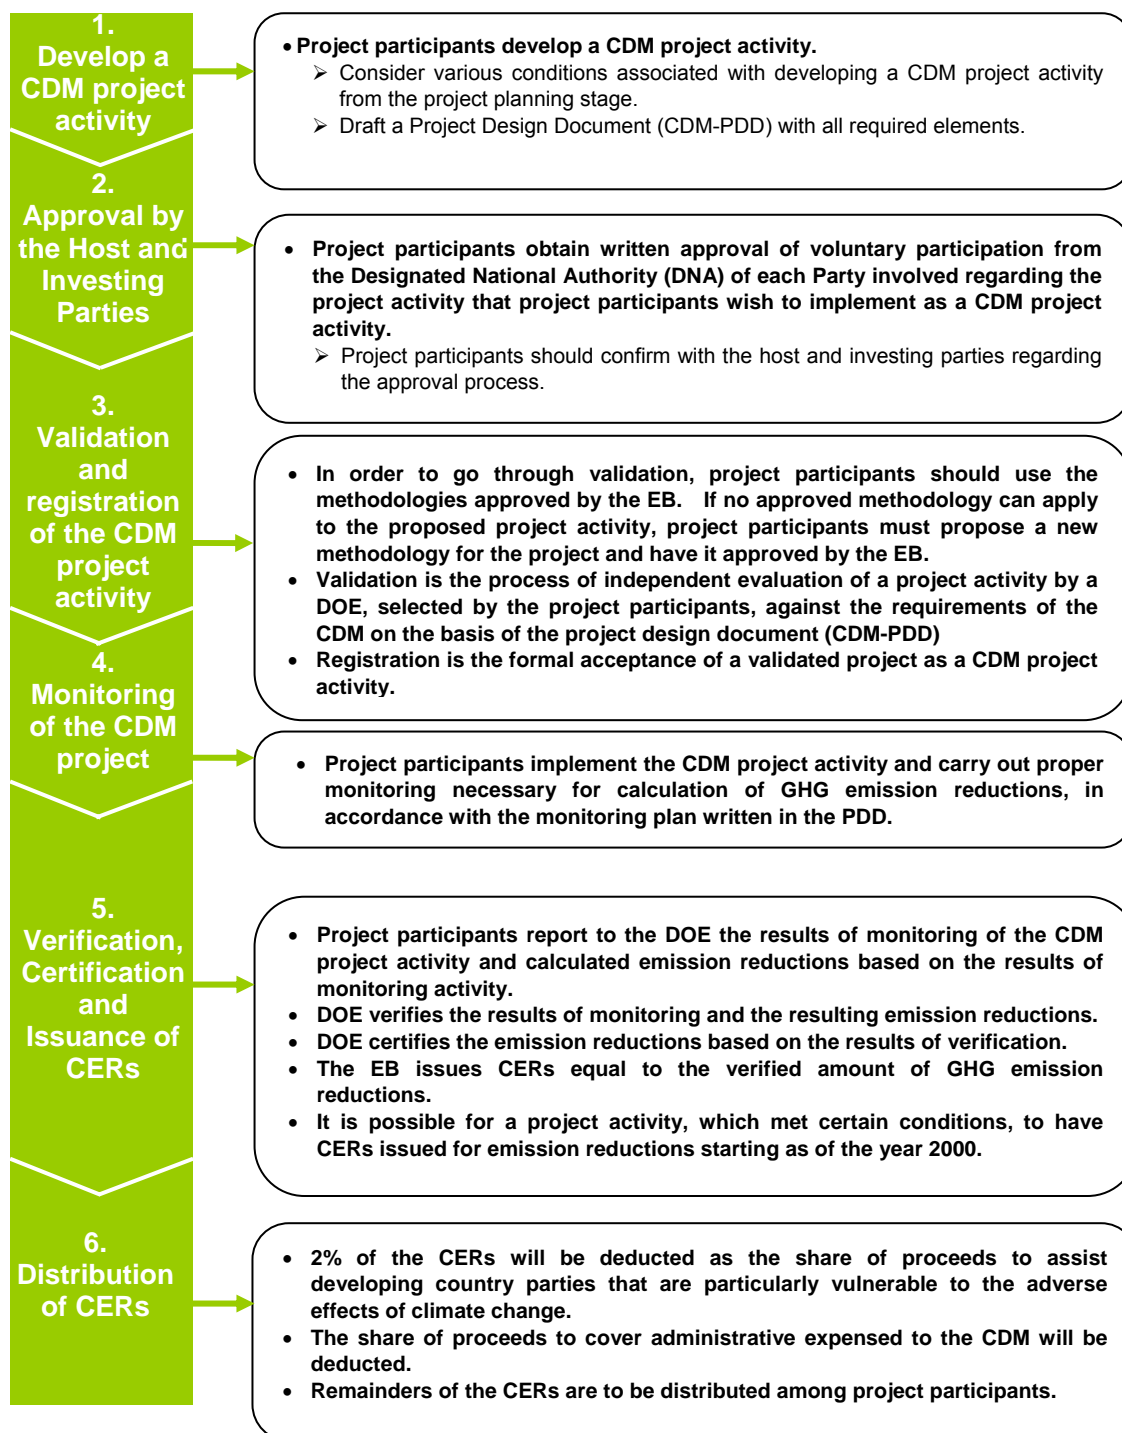 1.
Develop a
CDM project
activity
• Project participants develop a CDM project activity.
➢ Consider various conditions associated with developing a CDM project activity
from the project planning stage.
➢ Draft a Project Design Document (CDM-PDD) with all required elements.
2.
Approval by
the Host and
Investing
Parties
• Project participants obtain written approval of voluntary participation from
the Designated National Authority (DNA) of each Party involved regarding the
project activity that project participants wish to implement as a CDM project
activity.
➢ Project participants should confirm with the host and investing parties regarding
the approval process.
3.
Validation
and
registration
of the CDM
project
activity
• In order to go through validation, project participants should use the
methodologies approved by the EB. If no approved methodology can apply
to the proposed project activity, project participants must propose a new
methodology for the project and have it approved by the EB.
• Validation is the process of independent evaluation of a project activity by a
DOE, selected by the project participants, against the requirements of the
CDM on the basis of the project design document (CDM-PDD)
• Registration is the formal acceptance of a validated project as a CDM project
activity.
4.
Monitoring
of the CDM
project
• Project participants implement the CDM project activity and carry out proper
monitoring necessary for calculation of GHG emission reductions, in
accordance with the monitoring plan written in the PDD.
5.
Verification,
Certification
and
Issuance of
CERs
• Project participants report to the DOE the results of monitoring of the CDM
project activity and calculated emission reductions based on the results of
monitoring activity.
• DOE verifies the results of monitoring and the resulting emission reductions.
• DOE certifies the emission reductions based on the results of verification.
• The EB issues CERs equal to the verified amount of GHG emission
reductions.
• It is possible for a project activity, which met certain conditions, to have
CERs issued for emission reductions starting as of the year 2000.
6.
Distribution
of CERs
• 2% of the CERs will be deducted as the share of proceeds to assist
developing country parties that are particularly vulnerable to the adverse
effects of climate change.
• The share of proceeds to cover administrative expensed to the CDM will be
deducted.
• Remainders of the CERs are to be distributed among project participants.